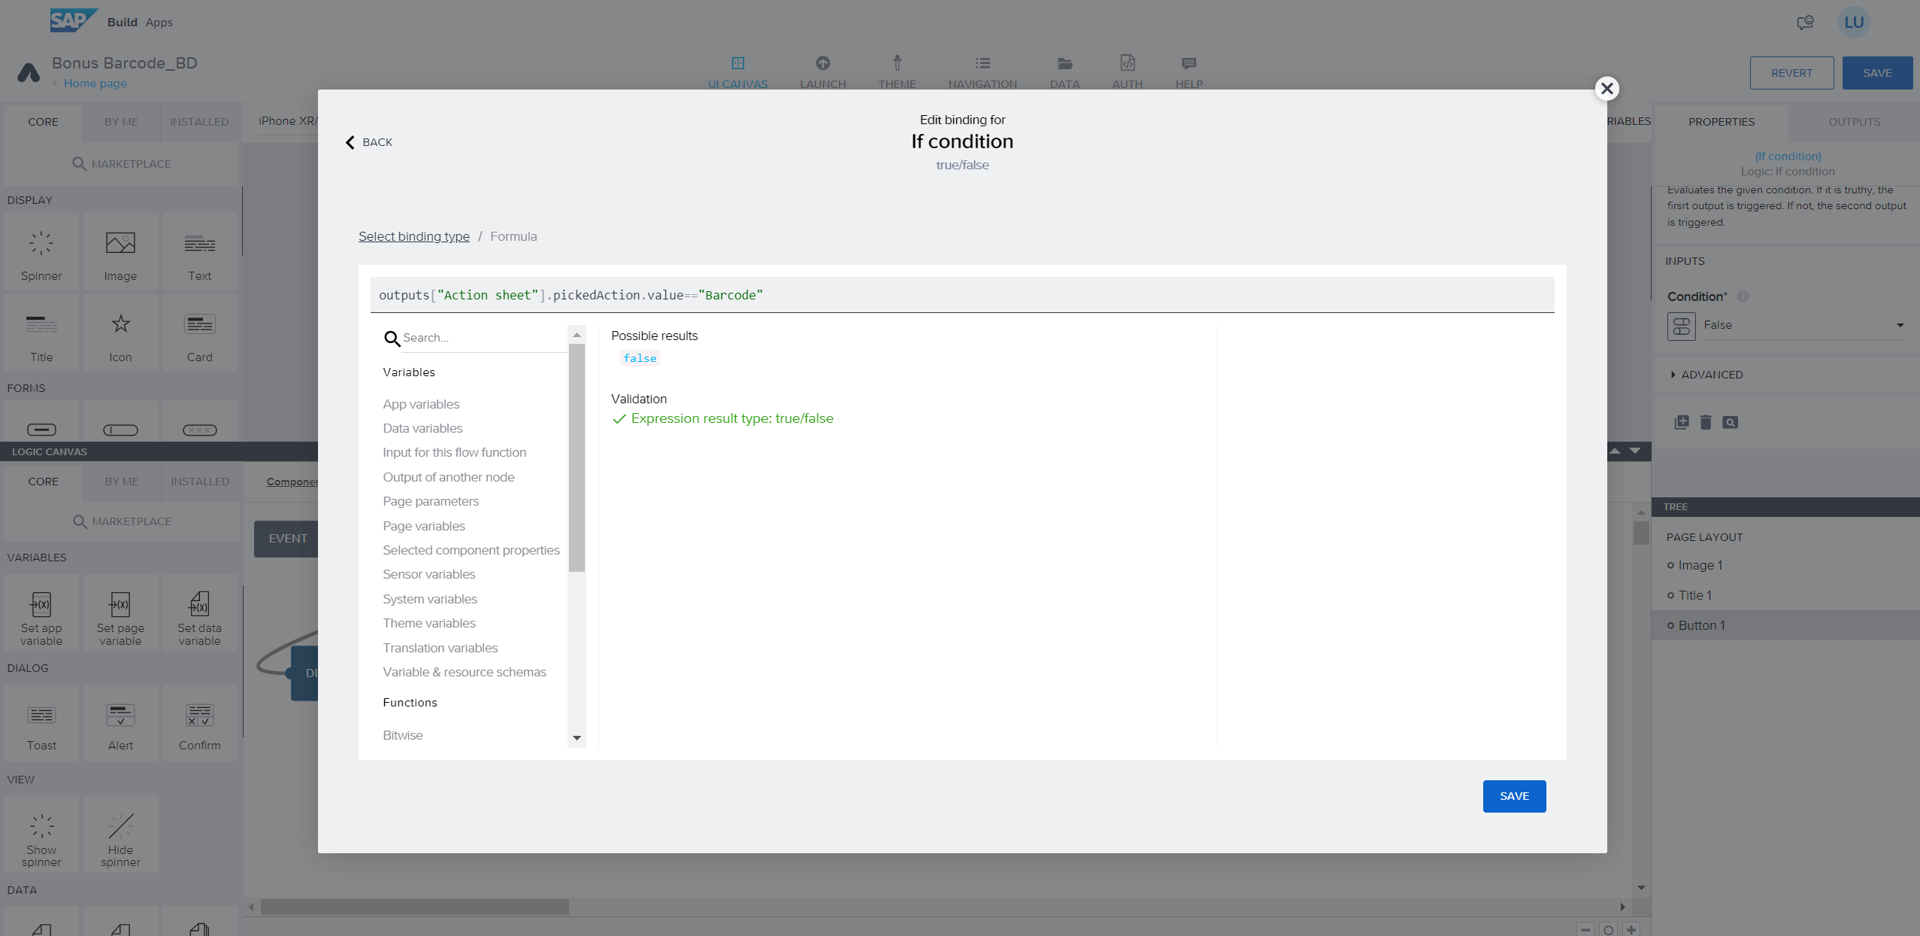 SAP Build Apps
LU
Bonus Barcode_BD
Home page
UI CANVAS
LAUNCH
THEME
NAVIGATION
DATA
AUTH
HELP
REVERT
SAVE
CORE
BY ME
INSTALLED
iPhone XR/
MARKETPLACE
DISPLAY
Spinner
Image
Text
Title
Icon
Card
FORMS
LOGIC CANVAS
CORE
BY ME
INSTALLED
Componen
MARKETPLACE
EVENT
VARIABLES
Set app
variable
Set page
variable
Set data
variable
DI
DIALOG
Toast
Alert
Confirm
VIEW
Show
spinner
Hide
spinner
DATA
BACK
Edit binding for
If condition
true/false
Select binding type / Formula
outputs["Action sheet"].pickedAction.value=="Barcode"
Search...
Variables
App variables
Data variables
Input for this flow function
Output of another node
Page parameters
Page variables
Selected component properties
Sensor variables
System variables
Theme variables
Translation variables
Variable & resource schemas
Functions
Bitwise
Possible results
false
Validation
Expression result type: true/false
SAVE
RIABLES
PROPERTIES
OUTPUTS
(If condition)
Logic: If condition
Evaluates the given condition. If it is truthy, the
firsrt output is triggered. If not, the second output
is triggered.
INPUTS
Condition*
False
ADVANCED
TREE
PAGE LAYOUT
Image 1
Title 1
Button 1